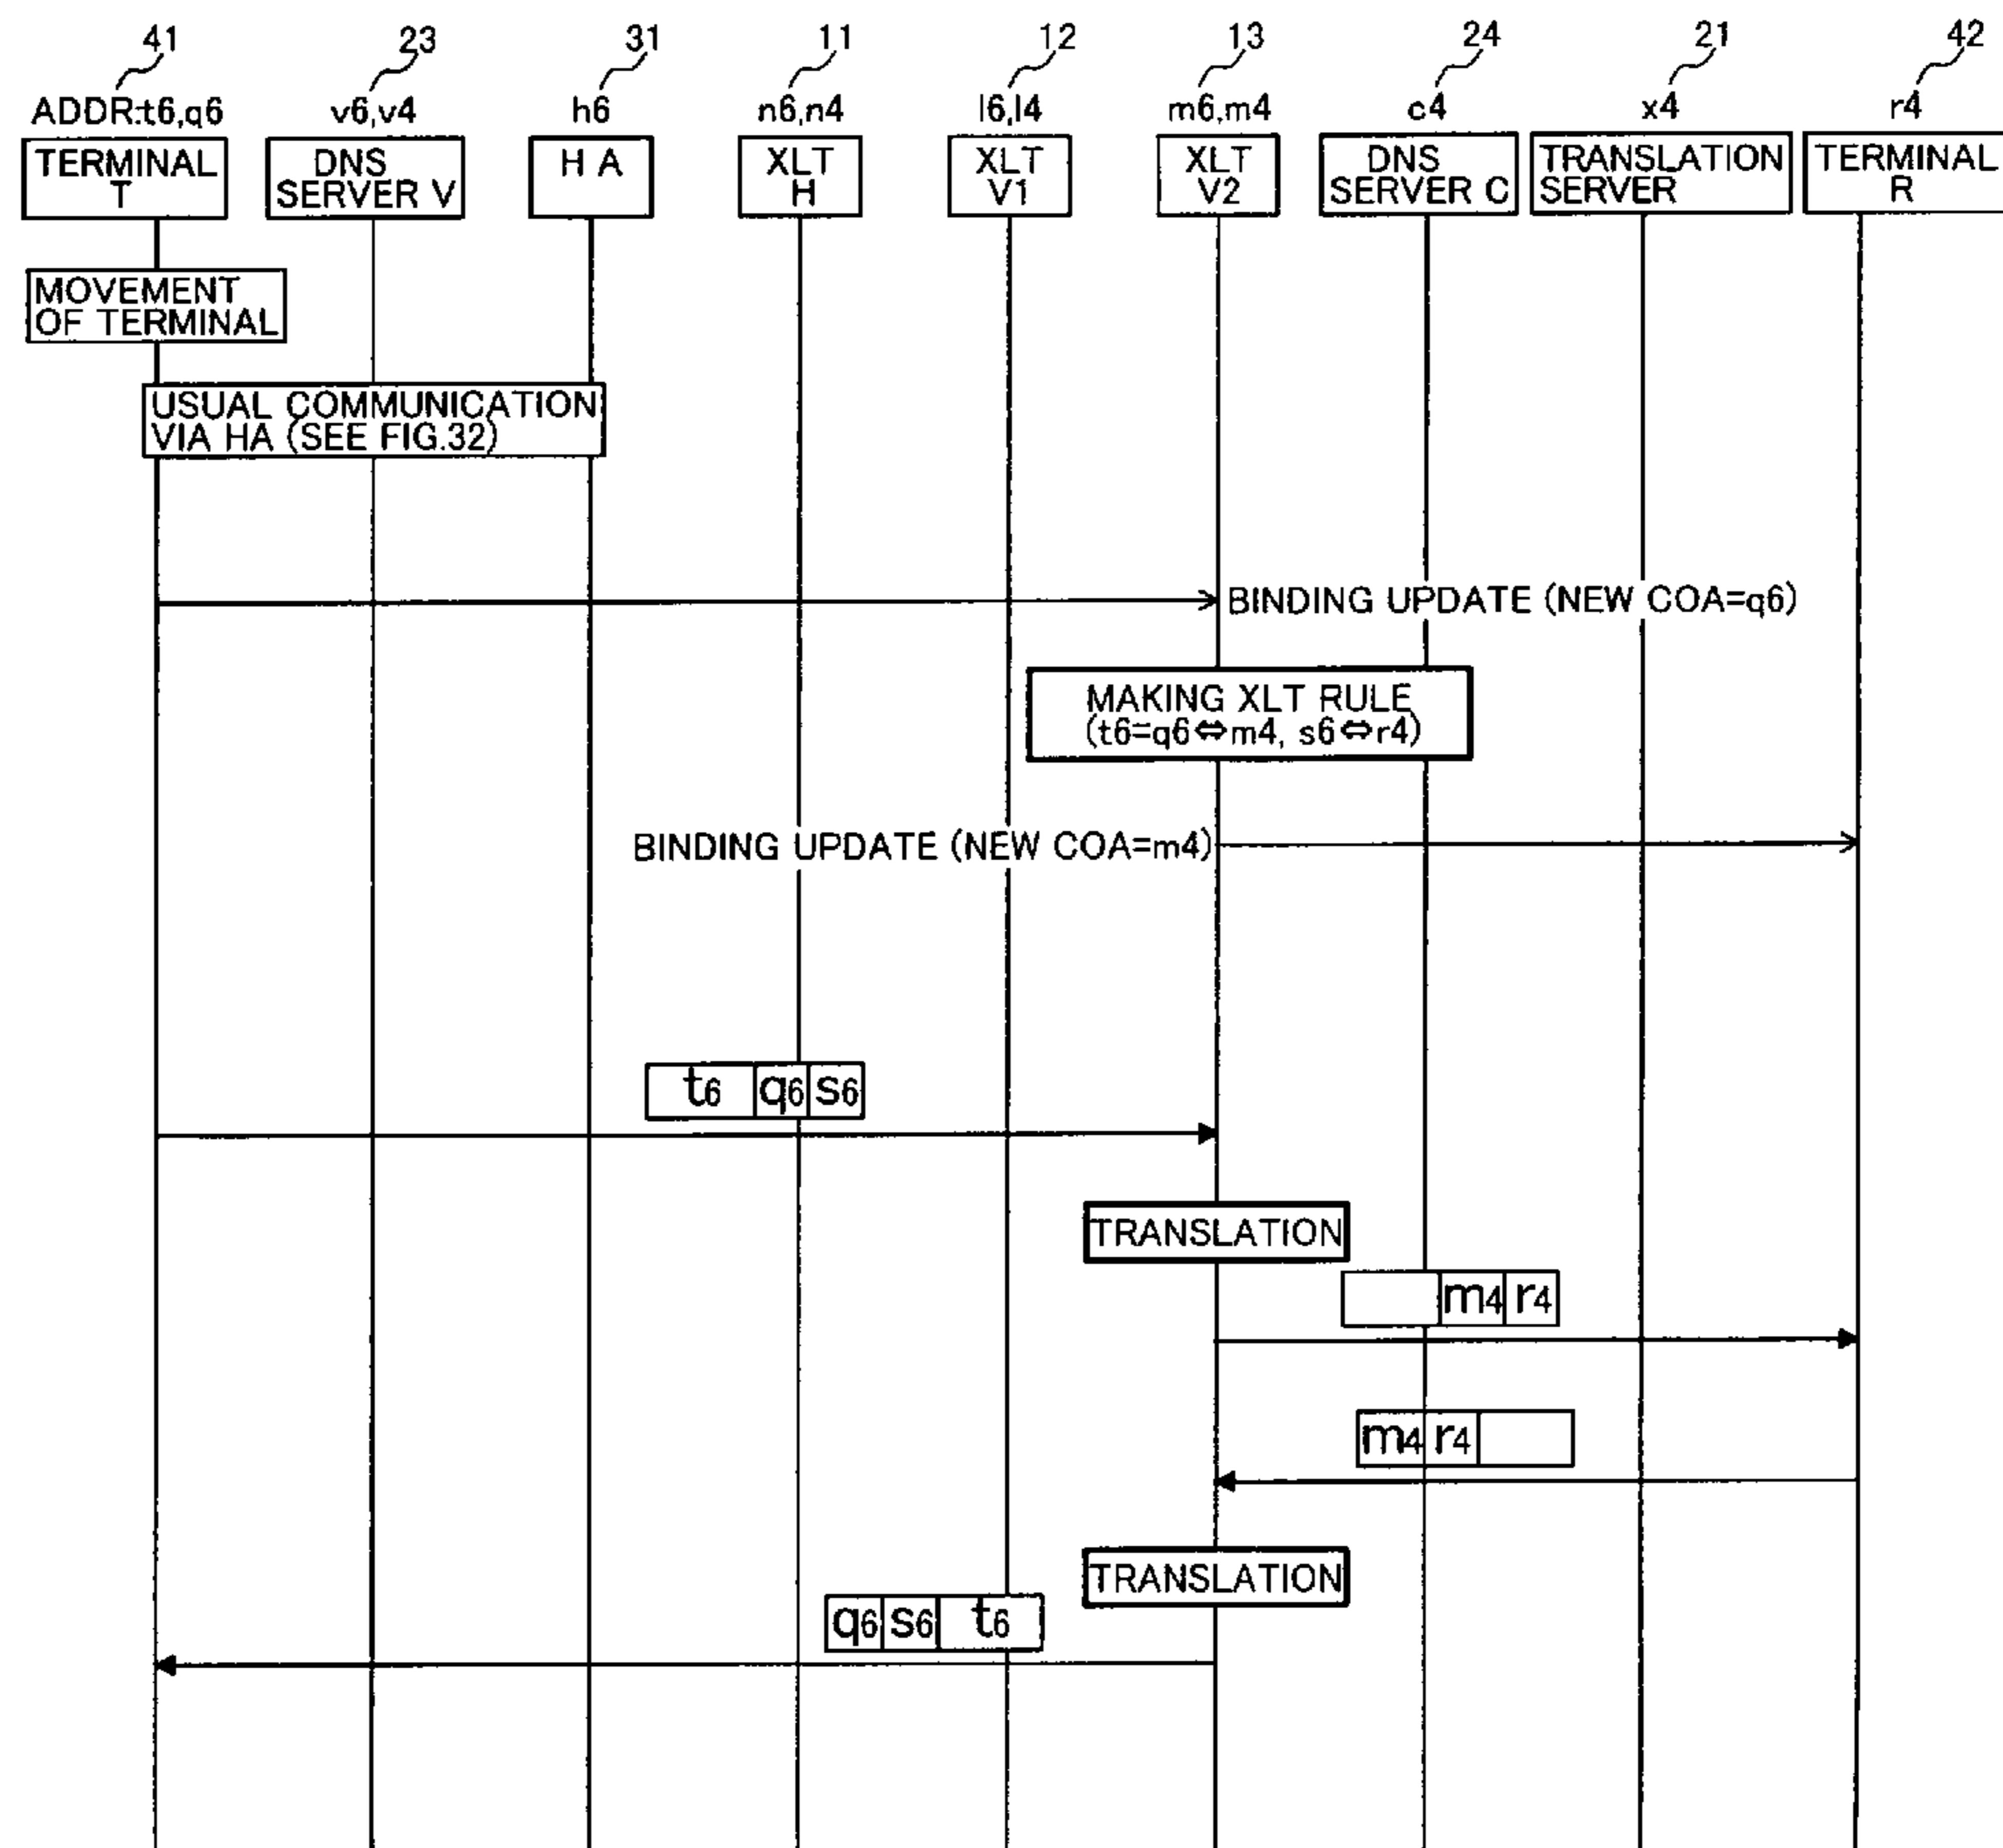 41
23
31
11
12
13
24
21
42
ADDR:t6,q6
v6,v4
h6
n6,n4
l6,l4
m6,m4
c4
x4
r4
TERMINAL
T
DNS
SERVER V
H A
XLT
H
XLT
V1
XLT
V2
DNS
SERVER C
TRANSLATION
SERVER
TERMINAL
R
MOVEMENT
OF TERMINAL
USUAL COMMUNICATION
VIA HA (SEE FIG.32)
BINDING UPDATE (NEW COA=q6)
MAKING XLT RULE
(t6=q6⇔m4, s6⇔r4)
BINDING UPDATE (NEW COA=m4)
t6 q6 s6
TRANSLATION
m4 r4
m4 r4
TRANSLATION
q6 s6 t6